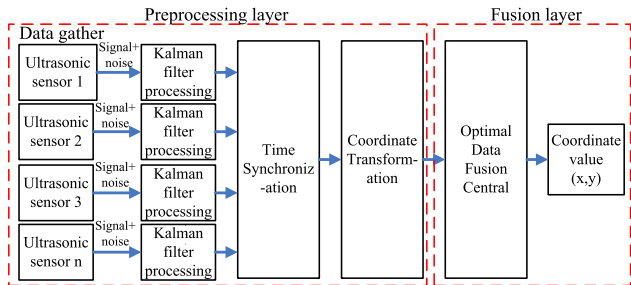 Preprocessing layer
Fusion layer
Data gather
Ultrasonic
sensor 1
Signal+
noise
Kalman
filter
processing
Ultrasonic
sensor 2
Signal+
noise
Kalman
filter
processing
Ultrasonic
sensor 3
Signal+
noise
Kalman
filter
processing
Ultrasonic
sensor n
Signal+
noise
Kalman
filter
processing
Time
Synchroniz
-ation
Coordinate
Transform-
ation
Optimal
Data
Fusion
Central
Coordinate
value
(x,y)